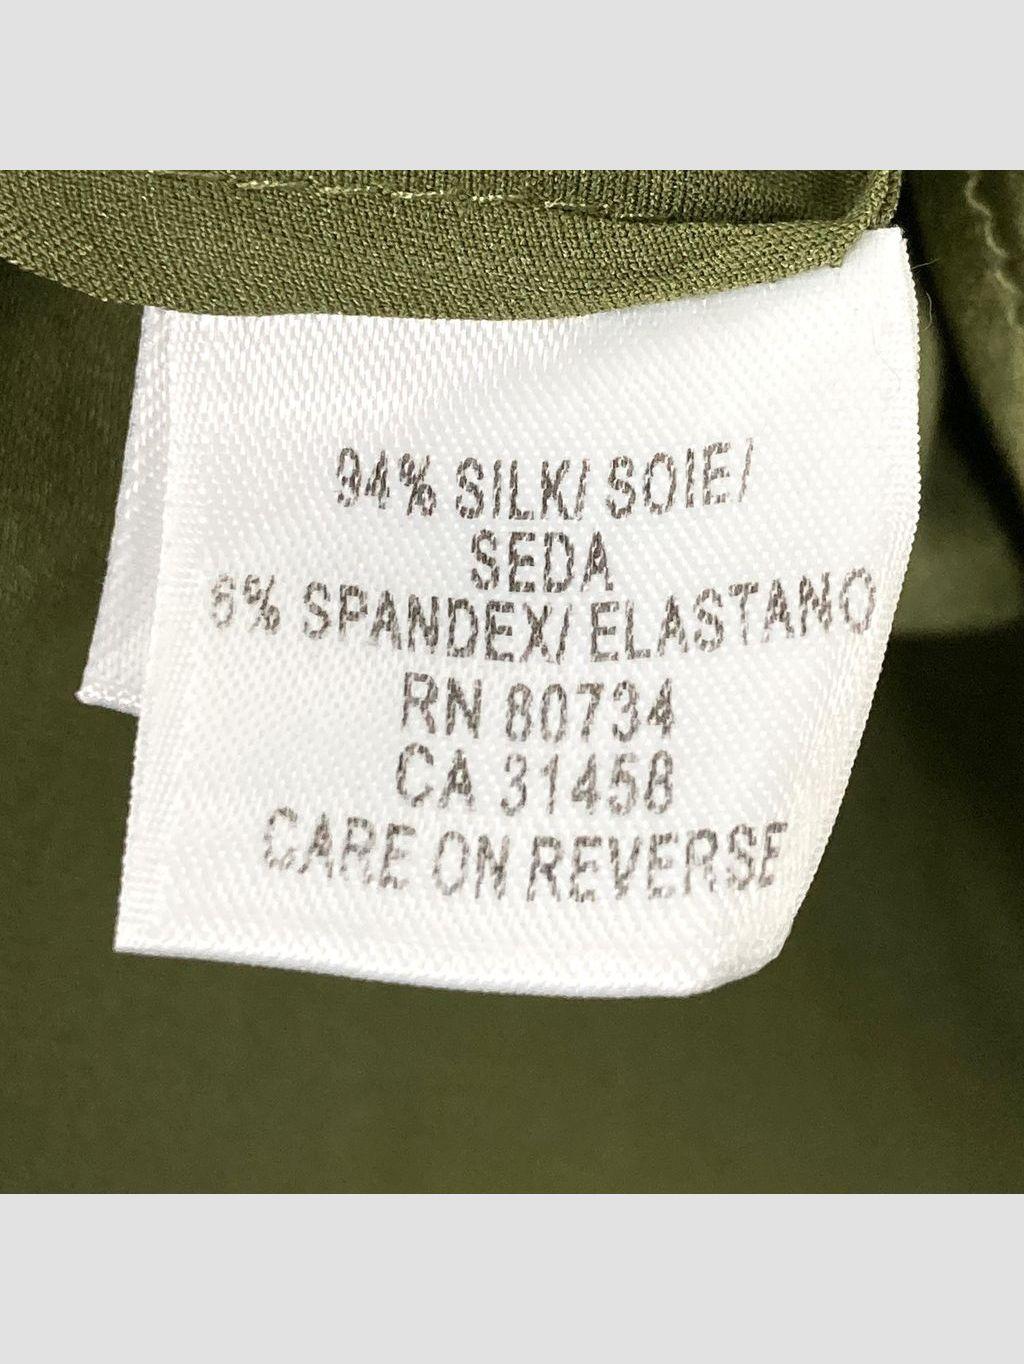 94% SILK/ SOIE/
SEDA
6% SPANDEX/ ELASTANO
RN 80734
CA 31458
CARE ON REVERSE